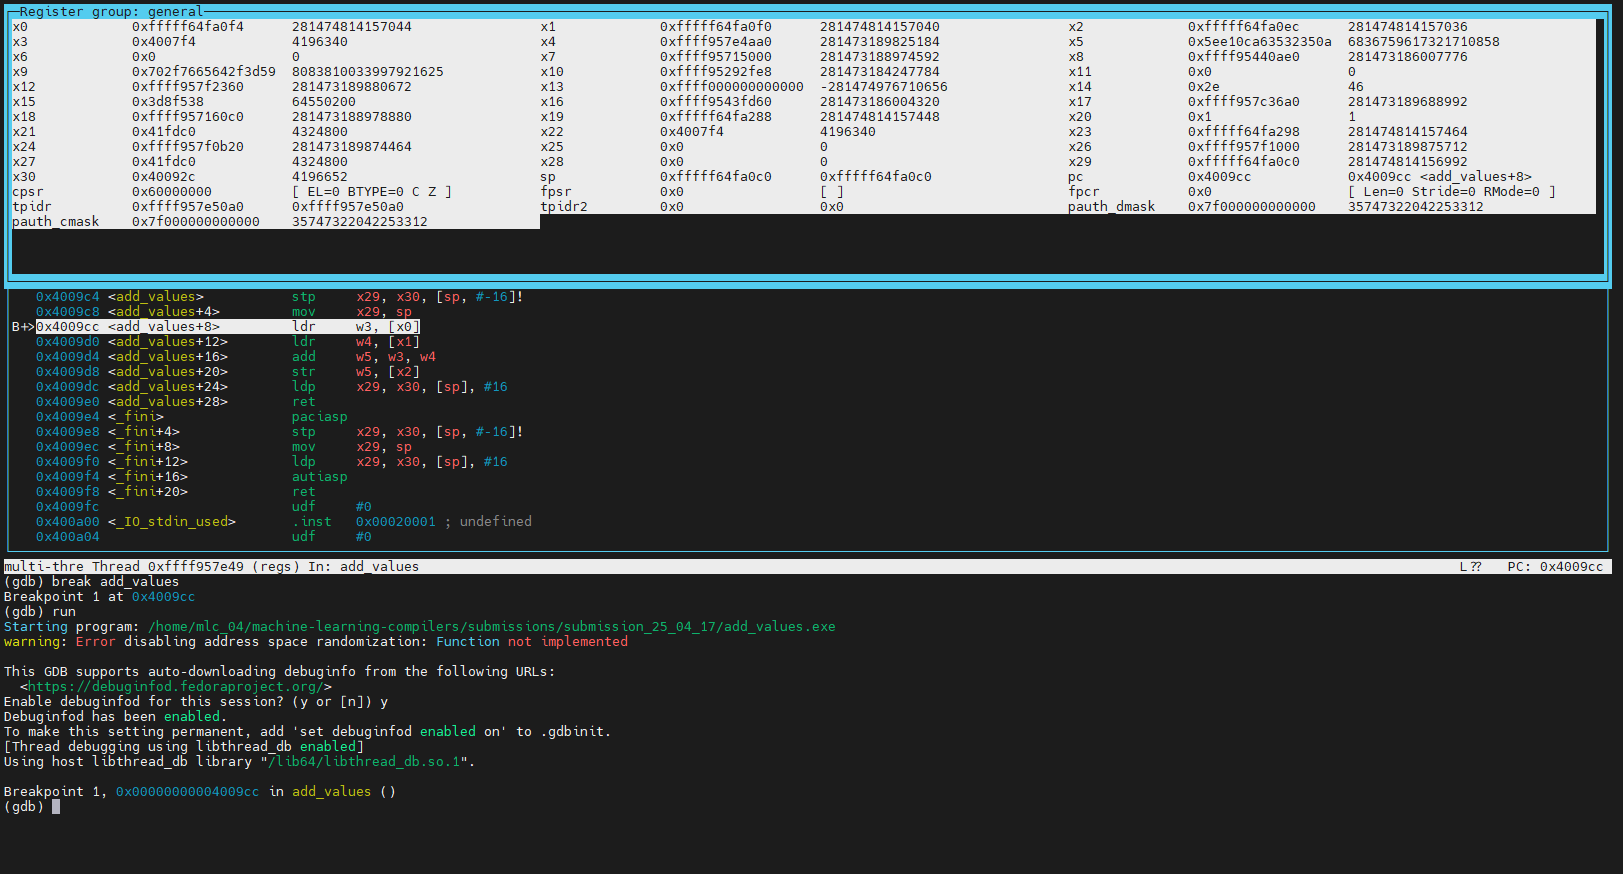 Register group: general
x0 0xfffff64fa0f4 281474814157044 x1 0xfffff64fa0f0 281474814157040 x2 0xfffff64fa0ec 281474814157036
x3 0x4007f4 4196340 x4 0xffff957e4aa0 281473189825184 x5 0x5ee10ca63532350a 6836759617321710858
x6 0x0 0 x7 0xffff95715000 281473188974592 x8 0xffff95440ae0 281473186007776
x9 0x702f7665642f3d59 8083810033997921625 x10 0xffff95292fe8 281473184247784 x11 0x0 0
x12 0xffff957f2360 281473189880672 x13 0xffff000000000000 -281474976710656 x14 0x2e 46
x15 0x3d8f538 64550200 x16 0xffff9543fd60 281473186004320 x17 0xffff957c36a0 281473189688992
x18 0xffff957160c0 281473188978880 x19 0xfffff64fa288 281474814157448 x20 0x1 1
x21 0x41fdc0 4324800 x22 0x4007f4 4196340 x23 0xfffff64fa298 281474814157464
x24 0xffff957f0b20 281473189874464 x25 0x0 0 x26 0xffff957f1000 281473189875712
x27 0x41fdc0 4324800 x28 0x0 0 x29 0xfffff64fa0c0 281474814156992
x30 0x40092c 4196652 sp 0xfffff64fa0c0 0xfffff64fa0c0 pc 0x4009cc 0x4009cc <add_values+8>
cpsr 0x60000000 [ EL=0 BTYPE=0 C Z ] fpsr 0x0 [ ] fpcr 0x0 [ Len=0 Stride=0 RMode=0 ]
tpidr 0xffff957e50a0 0xffff957e50a0 tpidr2 0x0 0x0 pauth_dmask 0x7f000000000000 35747322042253312
pauth_cmask 0x7f000000000000 35747322042253312
0x4009c4 <add_values> stp x29, x30, [sp, #-16]!
0x4009c8 <add_values+4> mov x29, sp
B+>0x4009cc <add_values+8> ldr w3, [x0]
0x4009d0 <add_values+12> ldr w4, [x1]
0x4009d4 <add_values+16> add w5, w3, w4
0x4009d8 <add_values+20> str w5, [x2]
0x4009dc <add_values+24> ldp x29, x30, [sp], #16
0x4009e0 <add_values+28> ret
0x4009e4 <_fini> paciasp
0x4009e8 <_fini+4> stp x29, x30, [sp, #-16]!
0x4009ec <_fini+8> mov x29, sp
0x4009f0 <_fini+12> ldp x29, x30, [sp], #16
0x4009f4 <_fini+16> autiasp
0x4009f8 <_fini+20> ret
0x4009fc udf #0
0x400a00 <_IO_stdin_used> .inst 0x00020001 ; undefined
0x400a04 udf #0
multi-thre Thread 0xffff957e49 (regs) In: add_values L?? PC: 0x4009cc
(gdb) break add_values
Breakpoint 1 at 0x4009cc
(gdb) run
Starting program: /home/mlc_04/machine-learning-compilers/submissions/submission_25_04_17/add_values.exe
warning: Error disabling address space randomization: Function not implemented
This GDB supports auto-downloading debuginfo from the following URLs:
<https://debuginfod.fedoraproject.org/>
Enable debuginfod for this session? (y or [n]) y
Debuginfod has been enabled.
To make this setting permanent, add 'set debuginfod enabled on' to .gdbinit.
[Thread debugging using libthread_db enabled]
Using host libthread_db library "/lib64/libthread_db.so.1".
Breakpoint 1, 0x00000000004009cc in add_values ()
(gdb)